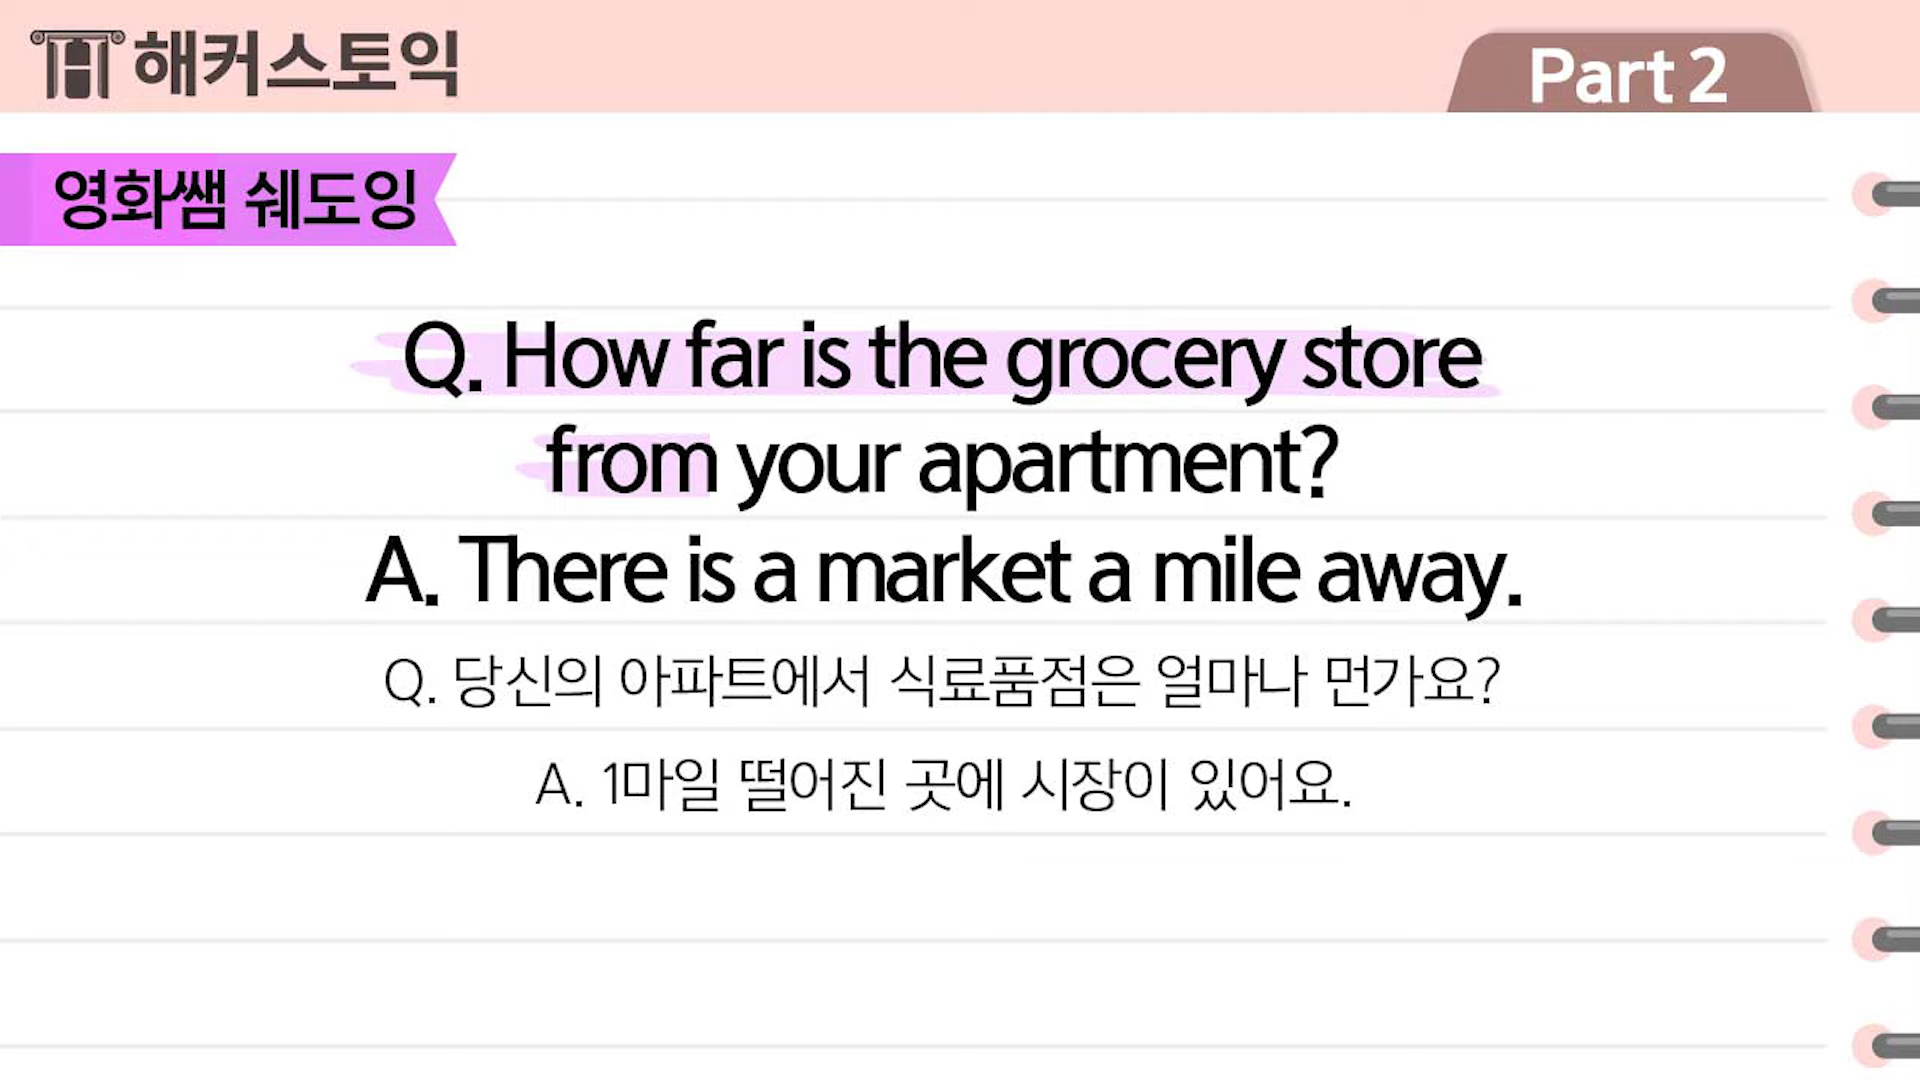 해커스토익
Part 2
영화쌤 쉐도잉
Q. How far is the grocery store
from your apartment?
A. There is a market a mile away.
Q. 당신의 아파트에서 식료품점은 얼마나 먼가요?
A. 1마일 떨어진 곳에 시장이 있어요.